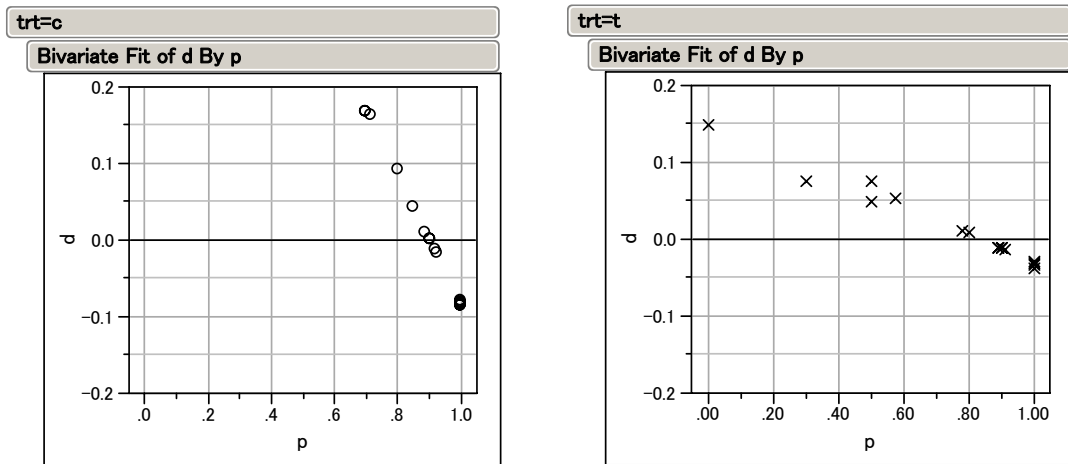 trt=c
Bivariate Fit of d By p
0.2
0.1
0.0
−0.1
−0.2
d
.0 .2 .4 .6 .8 1.0
p
trt=t
Bivariate Fit of d By p
0.2
0.1
0.0
−0.1
−0.2
d
.00 .20 .40 .60 .80 1.00
p